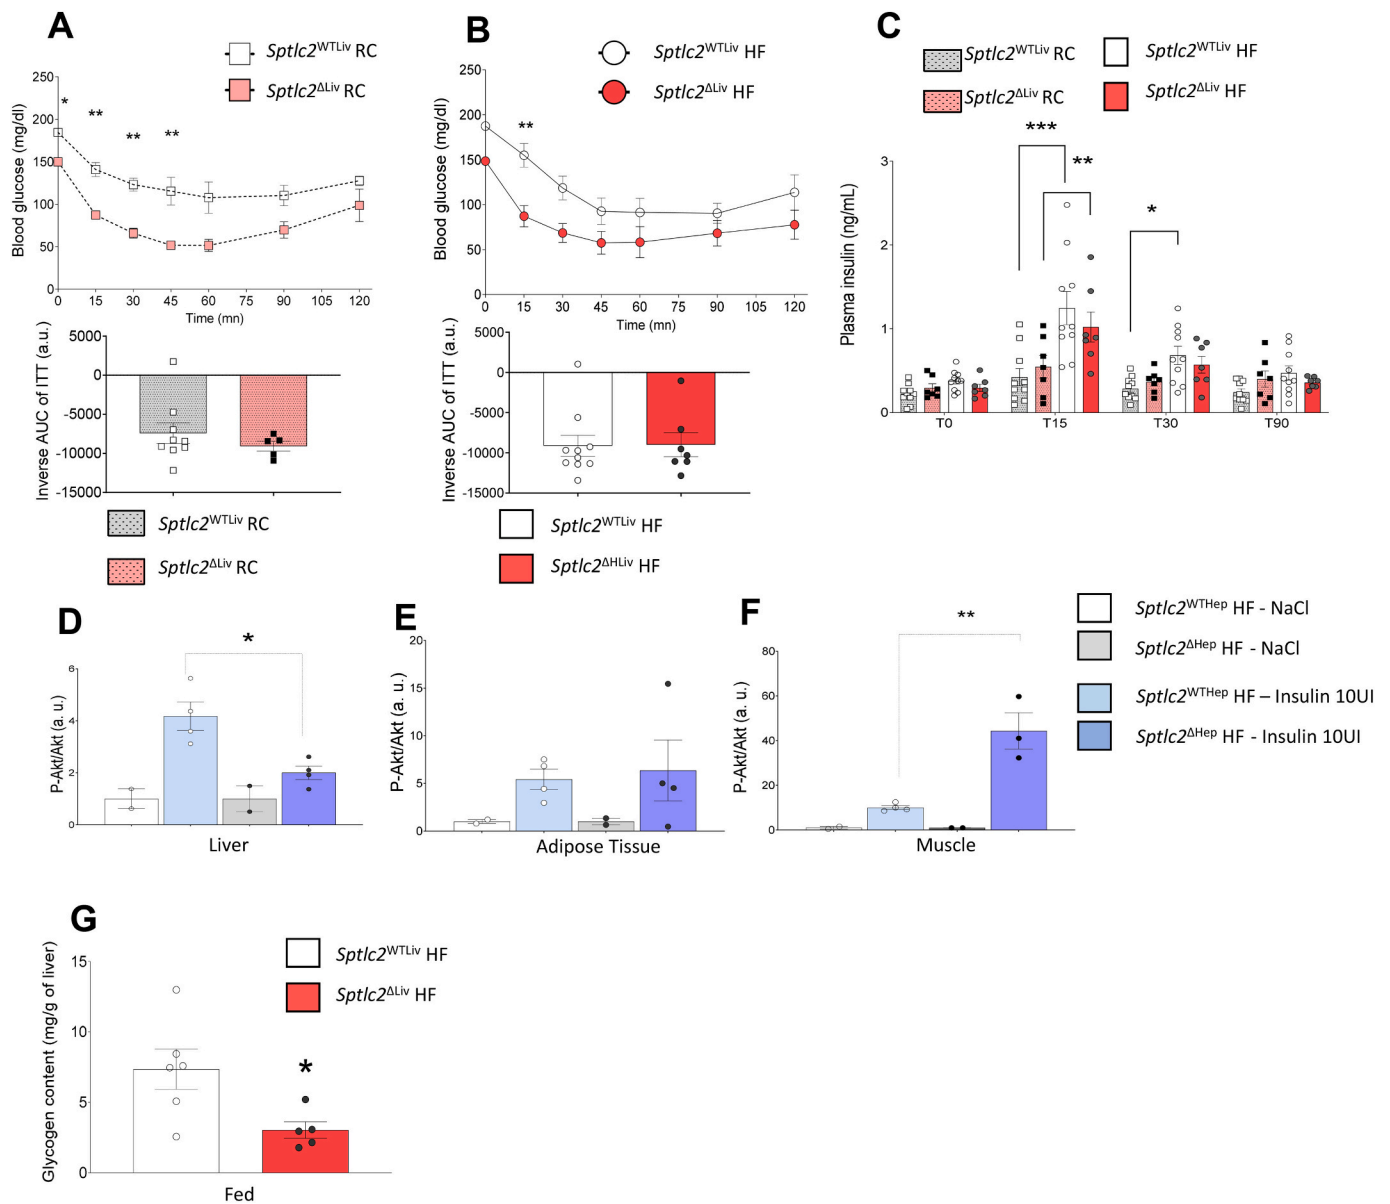 A
Sptlc2WTLiv RC
Sptlc2ΔLiv RC
Blood glucose (mg/dl)
250
200
150
100
50
0
*
**
**
**
0 15 30 45 60 75 90 105 120
Time (mn)
Inverse AUC of ITT (a.u.)
5000
0
-5000
-10000
-15000
Sptlc2WTLiv RC
Sptlc2ΔLiv RC
B
Sptlc2WTLiv HF
Sptlc2ΔLiv HF
Blood glucose (mg/dl)
250
200
150
100
50
0
**
0 15 30 45 60 75 90 105 120
Time (mn)
Inverse AUC of ITT (a.u.)
5000
0
-5000
-10000
-15000
Sptlc2WTLiv HF
Sptlc2ΔHLiv HF
C
Sptlc2WTLiv RC
Sptlc2WTLiv HF
Sptlc2ΔLiv RC
Sptlc2ΔLiv HF
Plasma insulin (ng/mL)
3
2
1
0
***
**
*
T0 T15 T30 T90
D
P-Akt/Akt (a. u.)
6
4
2
0
*
Liver
E
P-Akt/Akt (a. u.)
20
15
10
5
0
Adipose Tissue
F
P-Akt/Akt (a. u.)
80
60
40
20
0
**
Muscle
Sptlc2WTHep HF - NaCl
Sptlc2ΔHep HF - NaCl
Sptlc2WTHep HF – Insulin 10UI
Sptlc2ΔHep HF - Insulin 10UI
G
Sptlc2WTLiv HF
Sptlc2ΔLiv HF
Glycogen content (mg/g of liver)
15
10
5
0
*
Fed